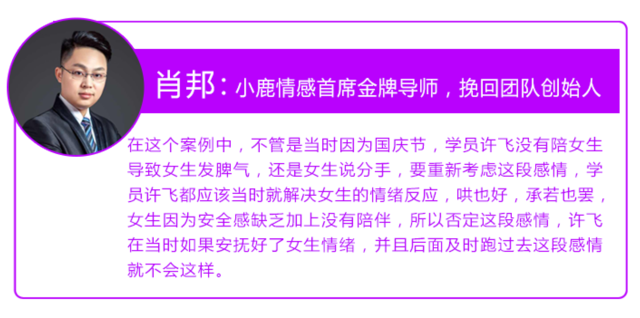 肖邦：小鹿情感首席金牌导师，挽回团队创始人
在这个案例中，不管是当时因为国庆节，学员许飞没有陪女生
导致女生发脾气，还是女生说分手，要重新考虑这段感情，学
员许飞都应该当时就解决女生的情绪反应，哄也好，承若也罢，
女生因为安全感缺乏加上没有陪伴，所以否定这段感情，许飞
在当时如果安抚好了女生情绪，并且后面及时跑过去这段感情
就不会这样。